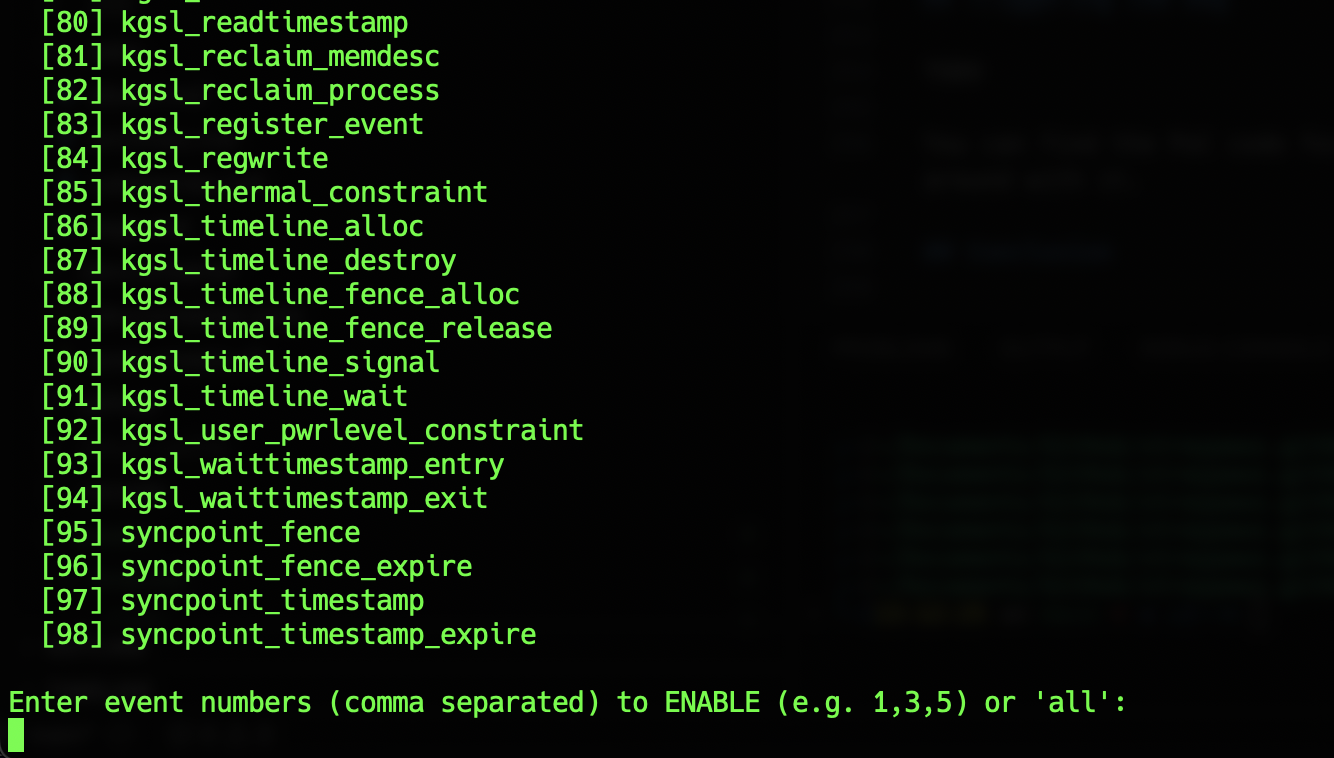 [80] kgsl_readtimestamp
[81] kgsl_reclaim_memdesc
[82] kgsl_reclaim_process
[83] kgsl_register_event
[84] kgsl_regwrite
[85] kgsl_thermal_constraint
[86] kgsl_timeline_alloc
[87] kgsl_timeline_destroy
[88] kgsl_timeline_fence_alloc
[89] kgsl_timeline_fence_release
[90] kgsl_timeline_signal
[91] kgsl_timeline_wait
[92] kgsl_user_pwrlevel_constraint
[93] kgsl_waittimestamp_entry
[94] kgsl_waittimestamp_exit
[95] syncpoint_fence
[96] syncpoint_fence_expire
[97] syncpoint_timestamp
[98] syncpoint_timestamp_expire
Enter event numbers (comma separated) to ENABLE (e.g. 1,3,5) or 'all':